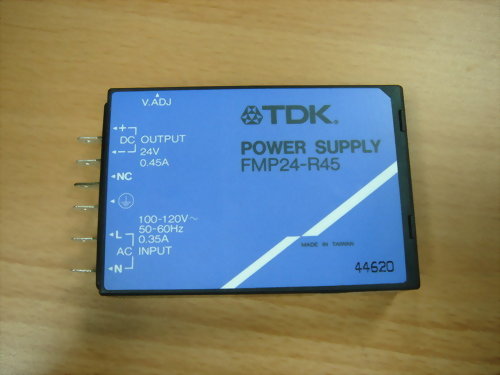 V.ADJ
TDK
+
DC OUTPUT
POWER SUPPLY
− 24V
FMP24-R45
0.45A
NC
100-120V~
50-60Hz
L 0.35A
AC INPUT
MADE IN TAIWAN
N
44620